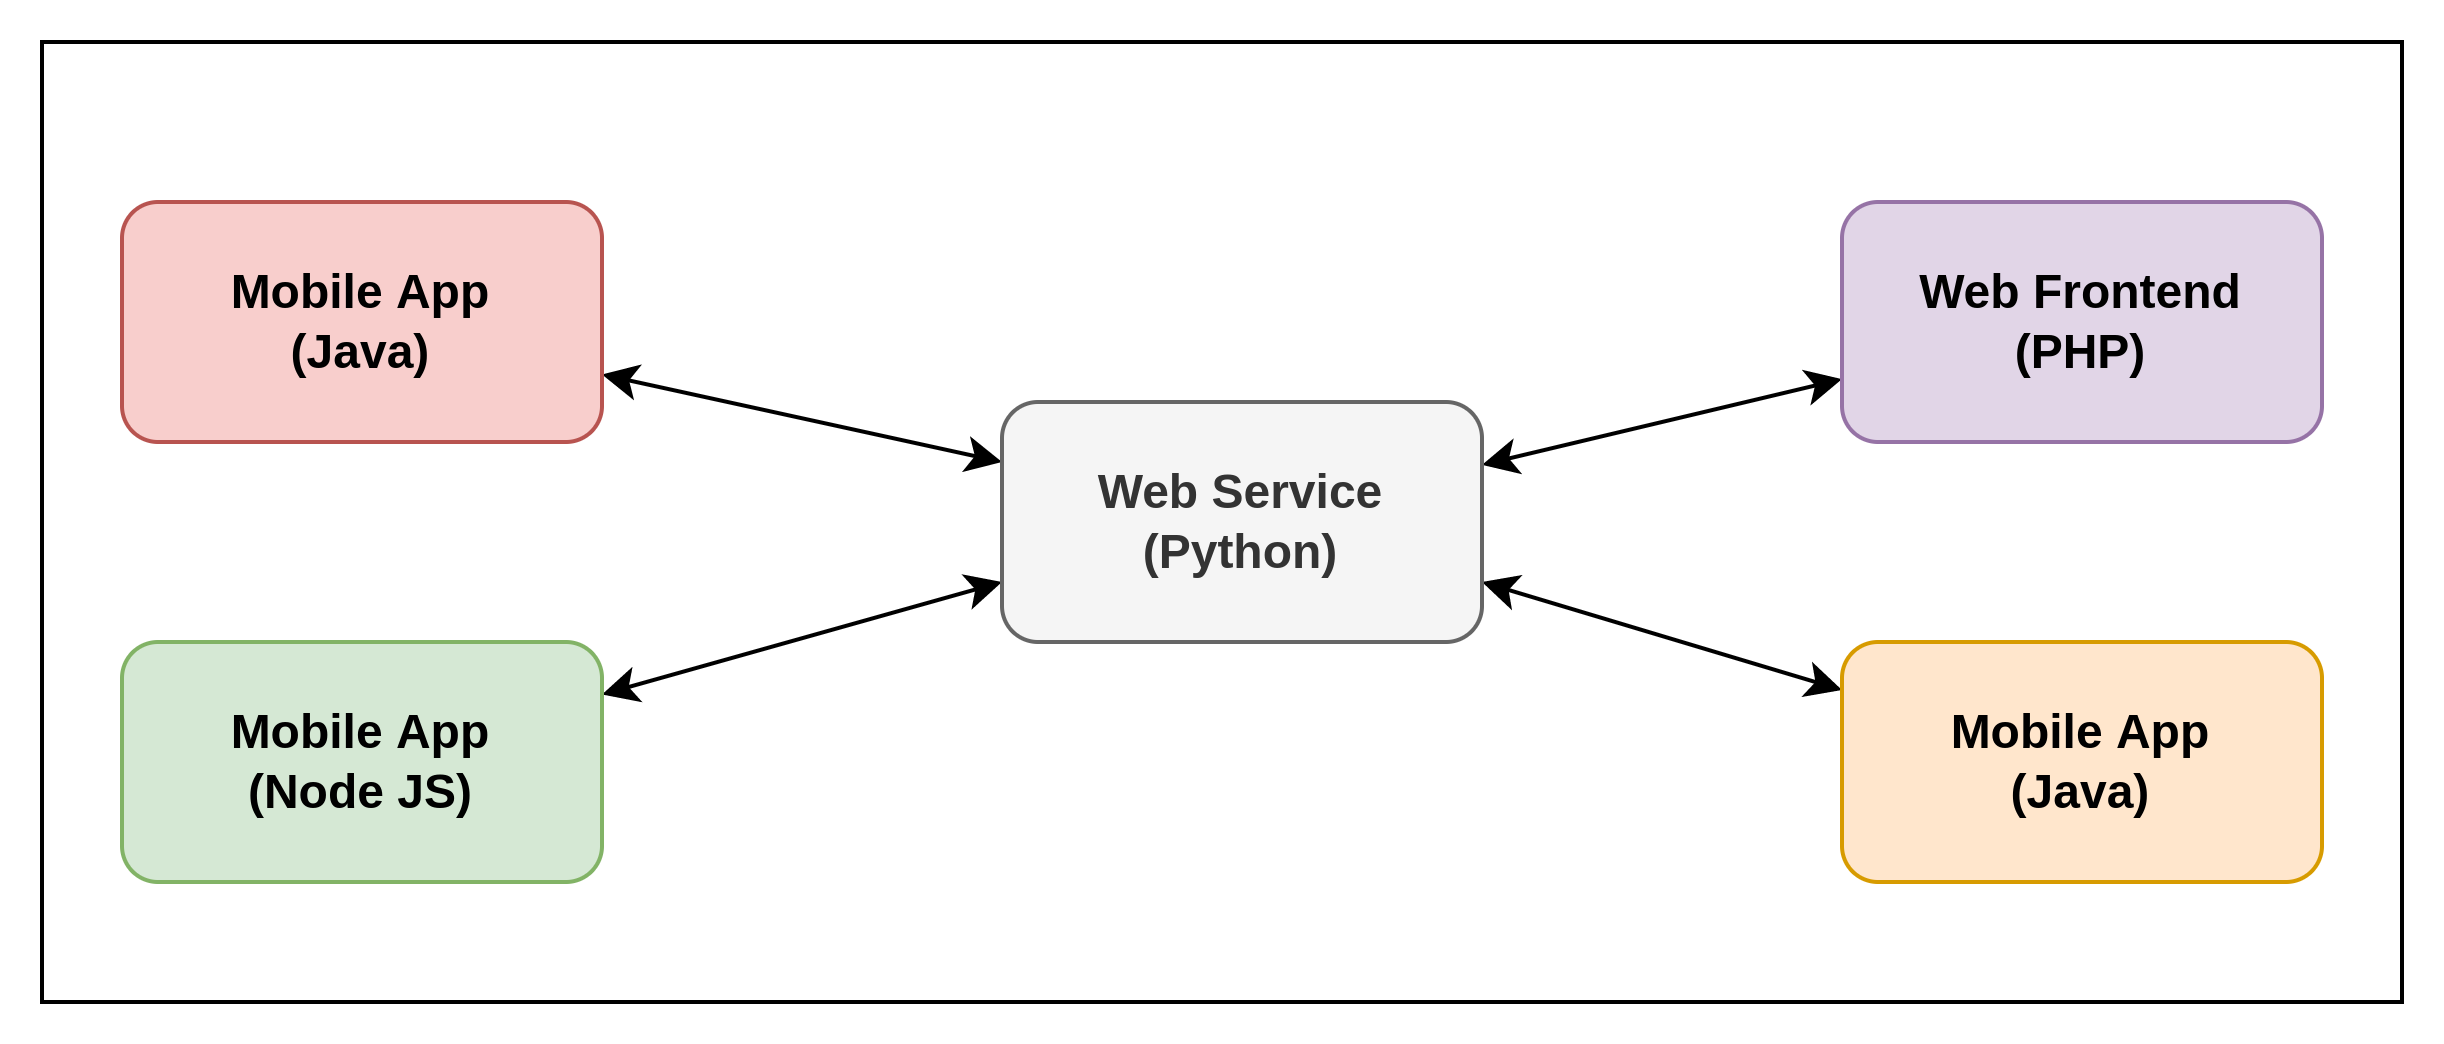 Mobile App
(Java)
Web Frontend
(PHP)
Web Service
(Python)
Mobile App
(Node JS)
Mobile App
(Java)